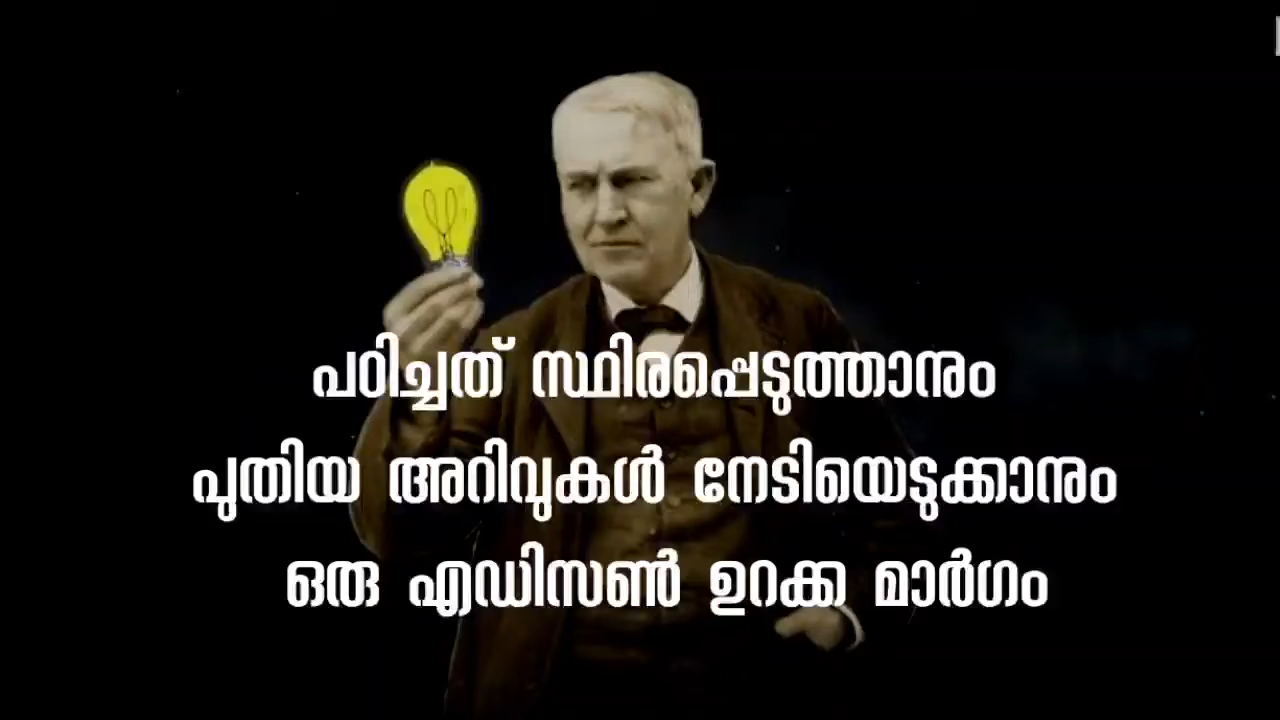 പഠിച്ചത് സ്ഥിരപ്പെടുത്താനും
പുതിയ അറിവുകൾ നേടിയെടുക്കാനും
ഒരു എഡിസൺ ഉറക്ക മാർഗം